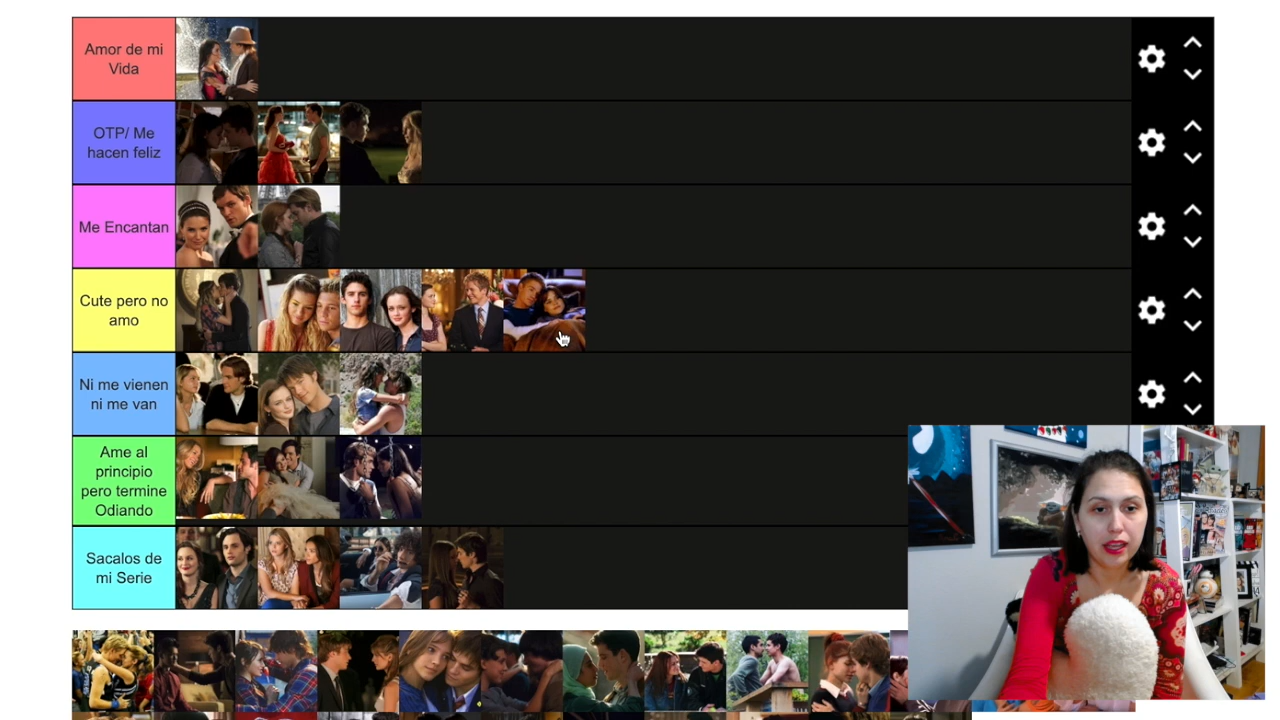 Amor de mi
Vida
OTP/ Me
hacen feliz
Me Encantan
Cute pero no
amo
Ni me vienen
ni me van
Ame al
principio
pero termine
Odiando
Sacalos de
mi Serie